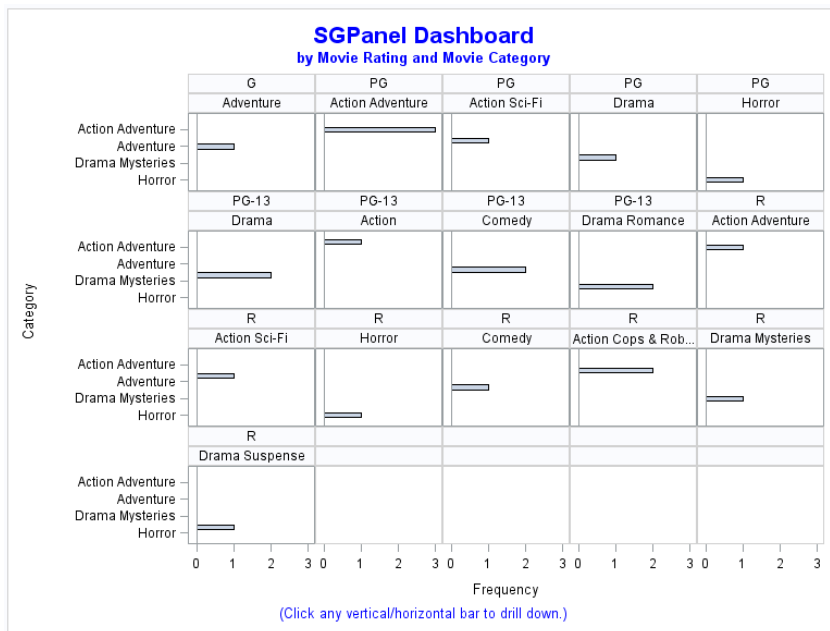 SGPanel Dashboard
by Movie Rating and Movie Category
G PG PG PG PG
Adventure Action Adventure Action Sci-Fi Drama Horror
Action Adventure
Adventure
Drama Mysteries
Horror
PG-13 PG-13 PG-13 PG-13 R
Drama Action Comedy Drama Romance Action Adventure
Action Adventure
Adventure
Drama Mysteries
Horror
Category
R R R R R
Action Sci-Fi Horror Comedy Action Cops & Rob... Drama Mysteries
Action Adventure
Adventure
Drama Mysteries
Horror
R
Drama Suspense
Action Adventure
Adventure
Drama Mysteries
Horror
0 1 2 3 0 1 2 3 0 1 2 3 0 1 2 3 0 1 2 3
Frequency
(Click any vertical/horizontal bar to drill down.)